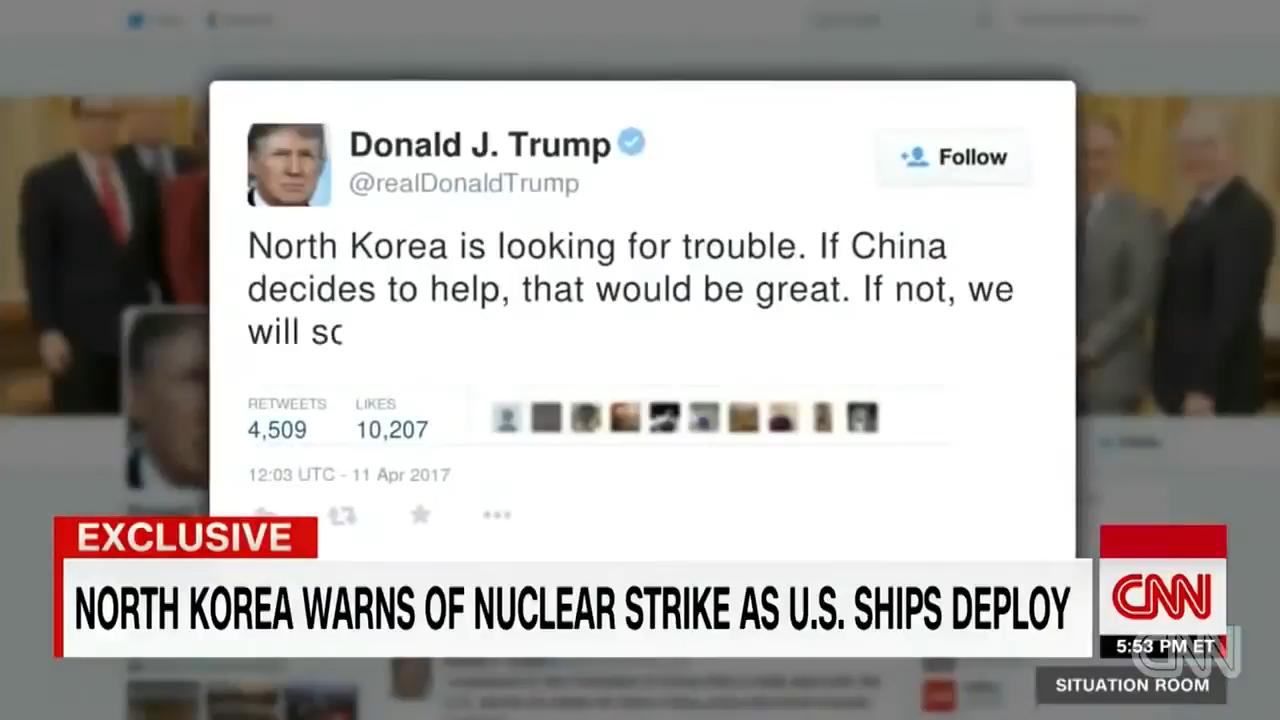 Donald J. Trump
@realDonaldTrump
Follow
North Korea is looking for trouble. If China
decides to help, that would be great. If not, we
will sc
RETWEETS LIKES
4,509 10,207
12:03 UTC - 11 Apr 2017
EXCLUSIVE
NORTH KOREA WARNS OF NUCLEAR STRIKE AS U.S. SHIPS DEPLOY
CNN
5:53 PM ET
CNN
SITUATION ROOM